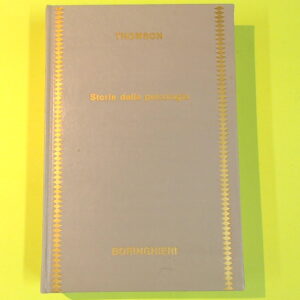 THOMSON
Storia della psicologia
BORINGHIERI